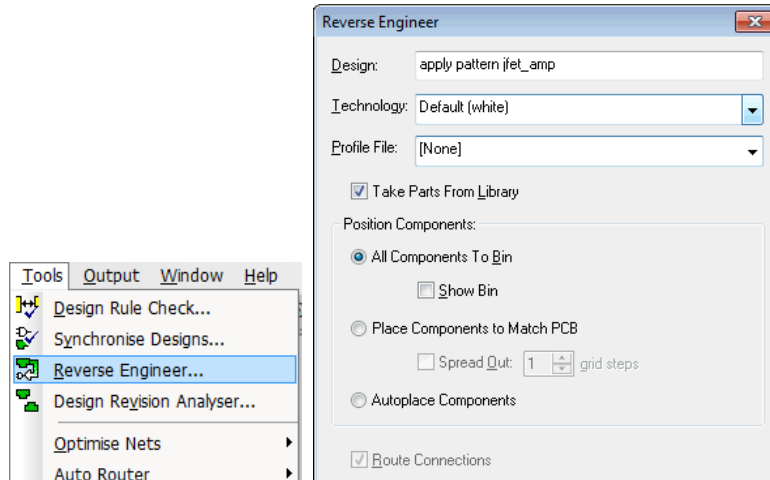 Tools Output Window Help
Design Rule Check...
Synchronise Designs...
Reverse Engineer...
Design Revision Analyser...
Optimise Nets
Auto Router
Reverse Engineer
Design: apply pattern jfet_amp
Technology: Default (white)
Profile File: [None]
Take Parts From Library
Position Components:
All Components To Bin
Show Bin
Place Components to Match PCB
Spread Out: 1 grid steps
Autoplace Components
Route Connections